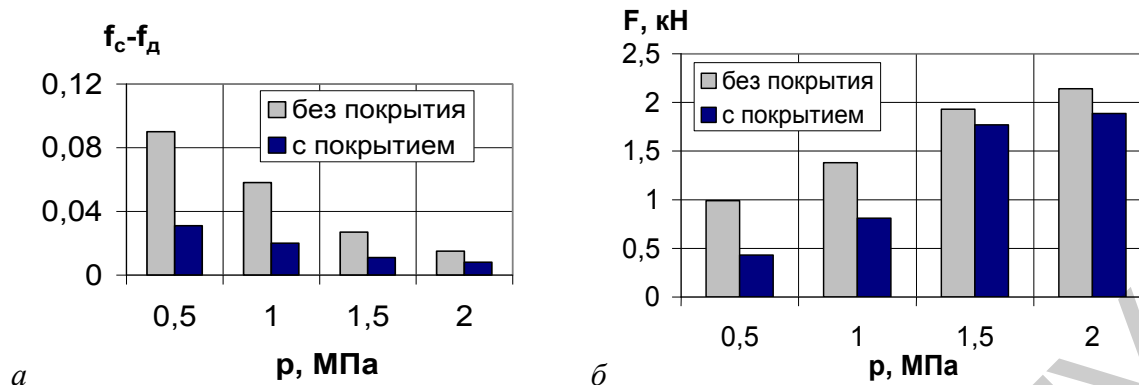 f_с-f_д
0,12
0,08
0,04
0
без покрытия
с покрытием
0,5 1 1,5 2
р, МПа
а
F, кН
2,5
2
1,5
1
0,5
0
без покрытия
с покрытием
0,5 1 1,5 2
р, МПа
б